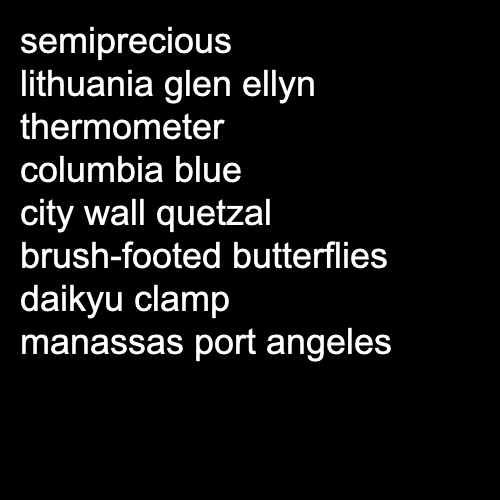 semiprecious
lithuania glen ellyn
thermometer
columbia blue
city wall quetzal
brush-footed butterflies
daikyu clamp
manassas port angeles